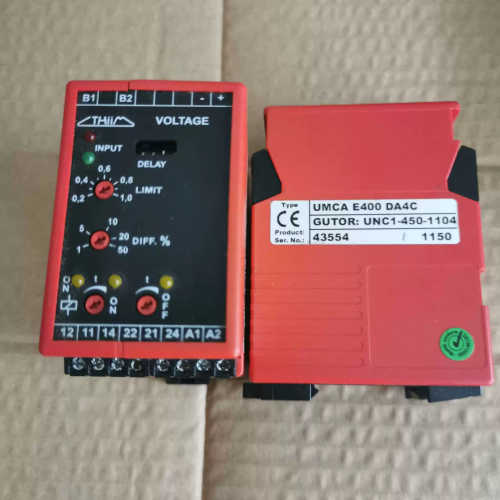 B1 B2 - +
THiiM VOLTAGE
INPUT
DELAY
0,6
0,4 0,8
0,2 1,0
LIMIT
10
5 20
1 50
DIFF. %
ON t ON
t OFF
12 11 14 22 21 24 A1 A2
Type UMCA E400 DA4C
CE GUTOR: UNC1-450-1104
Product
Ser. No.: 43554 / 1150